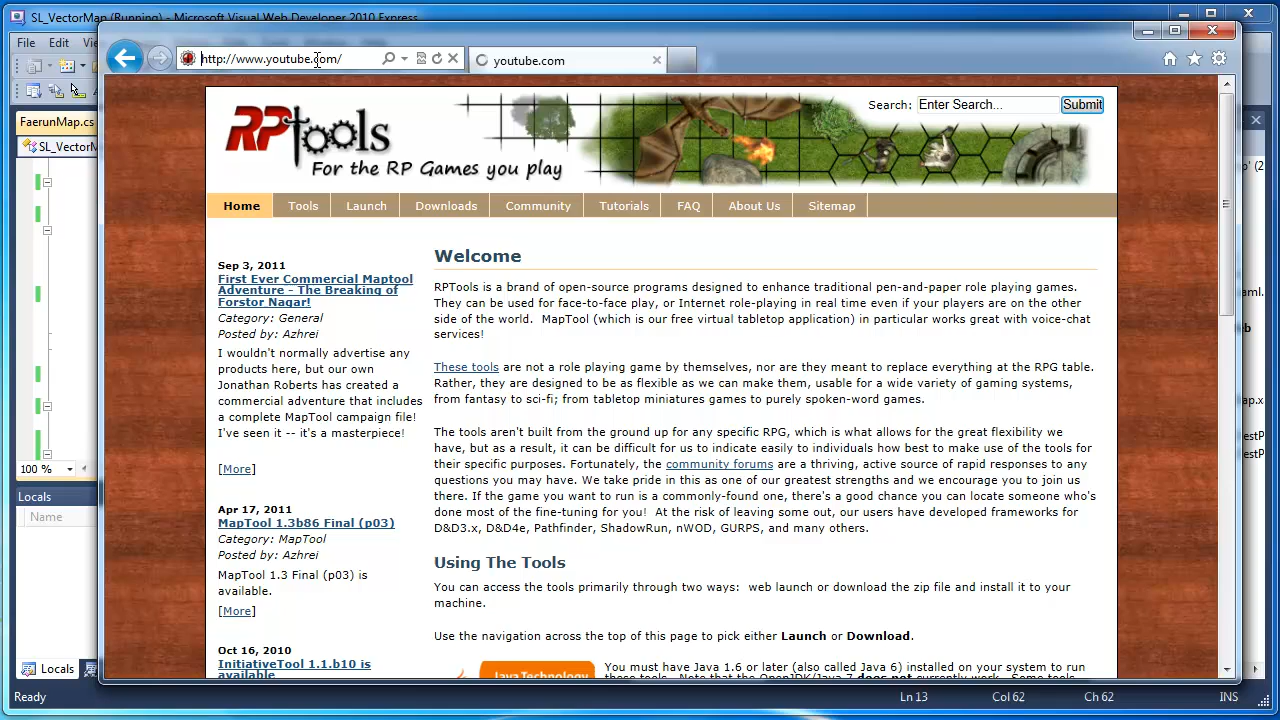 SL_VectorMap (Running) - Microsoft Visual Web Developer 2010 Express
File Edit
http://www.youtube.com/
youtube.com
FaerunMap.cs
RPtools
For the RP Games you play
Search: Enter Search... Submit
Home Tools Launch Downloads Community Tutorials FAQ About Us Sitemap
Sep 3, 2011
First Ever Commercial Maptool
Adventure - The Breaking of
Forstor Nagar!
Category: General
Posted by: Azhrei
I wouldn't normally advertise any
products here, but our own
Jonathan Roberts has created a
commercial adventure that includes
a complete MapTool campaign file!
I've seen it -- it's a masterpiece!
[More]
Apr 17, 2011
MapTool 1.3b86 Final (p03)
Category: MapTool
Posted by: Azhrei
MapTool 1.3 Final (p03) is
available.
[More]
Oct 16, 2010
InitiativeTool 1.1.b10 is
available
Welcome
RPTools is a brand of open-source programs designed to enhance traditional pen-and-paper role playing games.
They can be used for face-to-face play, or Internet role-playing in real time even if your players are on the other
side of the world. MapTool (which is our free virtual tabletop application) in particular works great with voice-chat
services!
These tools are not a role playing game by themselves, nor are they meant to replace everything at the RPG table.
Rather, they are designed to be as flexible as we can make them, usable for a wide variety of gaming systems,
from fantasy to sci-fi; from tabletop miniatures games to purely spoken-word games.
The tools aren't built from the ground up for any specific RPG, which is what allows for the great flexibility we
have, but as a result, it can be difficult for us to indicate easily to individuals how best to make use of the tools for
their specific purposes. Fortunately, the community forums are a thriving, active source of rapid responses to any
questions you may have. We take pride in this as one of our greatest strengths and we encourage you to join us
there. If the game you want to run is a commonly-found one, there's a good chance you can locate someone who's
done most of the fine-tuning for you! At the risk of leaving some out, our users have developed frameworks for
D&D3.x, D&D4e, Pathfinder, ShadowRun, nWOD, GURPS, and many others.
Using The Tools
You can access the tools primarily through two ways: web launch or download the zip file and install it to your
machine.
Use the navigation across the top of this page to pick either Launch or Download.
Java Technology
You must have Java 1.6 or later (also called Java 6) installed on your system to run
these tools. Note that the OpenJDK/Java 7 does not currently work. Some tools
100 %
Locals
Name
Locals
Ready
Ln 13 Col 62 Ch 62 INS